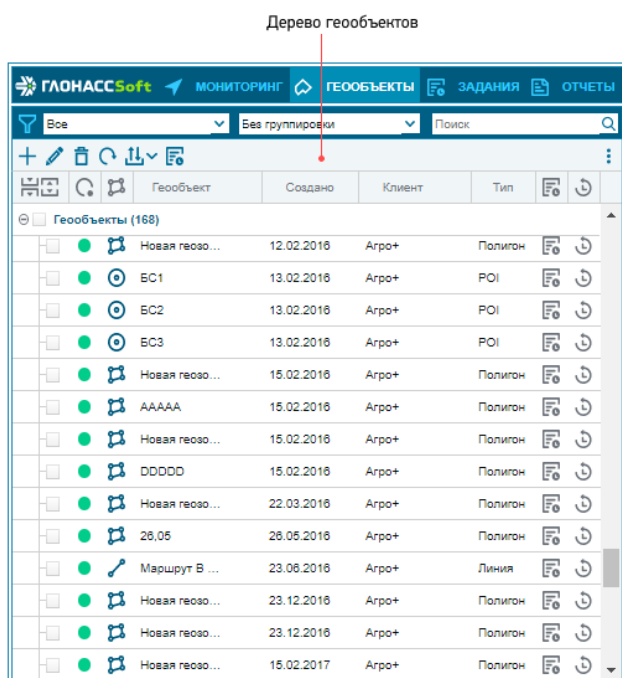 Дерево геообъектов
ГЛОНАССSoft МОНИТОРИНГ ГЕООБЪЕКТЫ ЗАДАНИЯ ОТЧЕТЫ
Все Без группировки Поиск
Геообъект Создано Клиент Тип
Геообъекты (168)
Новая геозо... 12.02.2016 Агро+ Полигон
БС1 13.02.2016 Агро+ POI
БС2 13.02.2016 Агро+ POI
БС3 13.02.2016 Агро+ POI
Новая геозо... 15.02.2016 Агро+ Полигон
AAAAA 15.02.2016 Агро+ Полигон
Новая геозо... 15.02.2016 Агро+ Полигон
DDDDD 15.02.2016 Агро+ Полигон
Новая геозо... 22.03.2016 Агро+ Полигон
26,05 26.05.2016 Агро+ Полигон
Маршрут В ... 23.06.2016 Агро+ Линия
Новая геозо... 23.12.2016 Агро+ Полигон
Новая геозо... 23.12.2016 Агро+ Полигон
Новая геозо... 15.02.2017 Агро+ Полигон